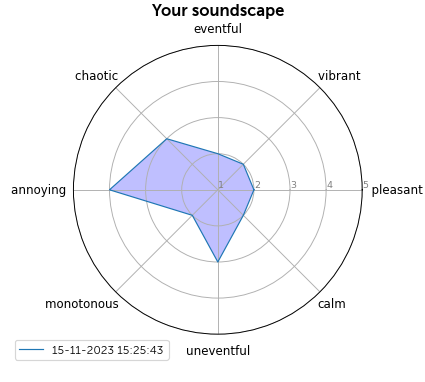 Your soundscape
eventful
chaotic
vibrant
annoying
1 2 3 4 5
pleasant
monotonous
calm
uneventful
15-11-2023 15:25:43